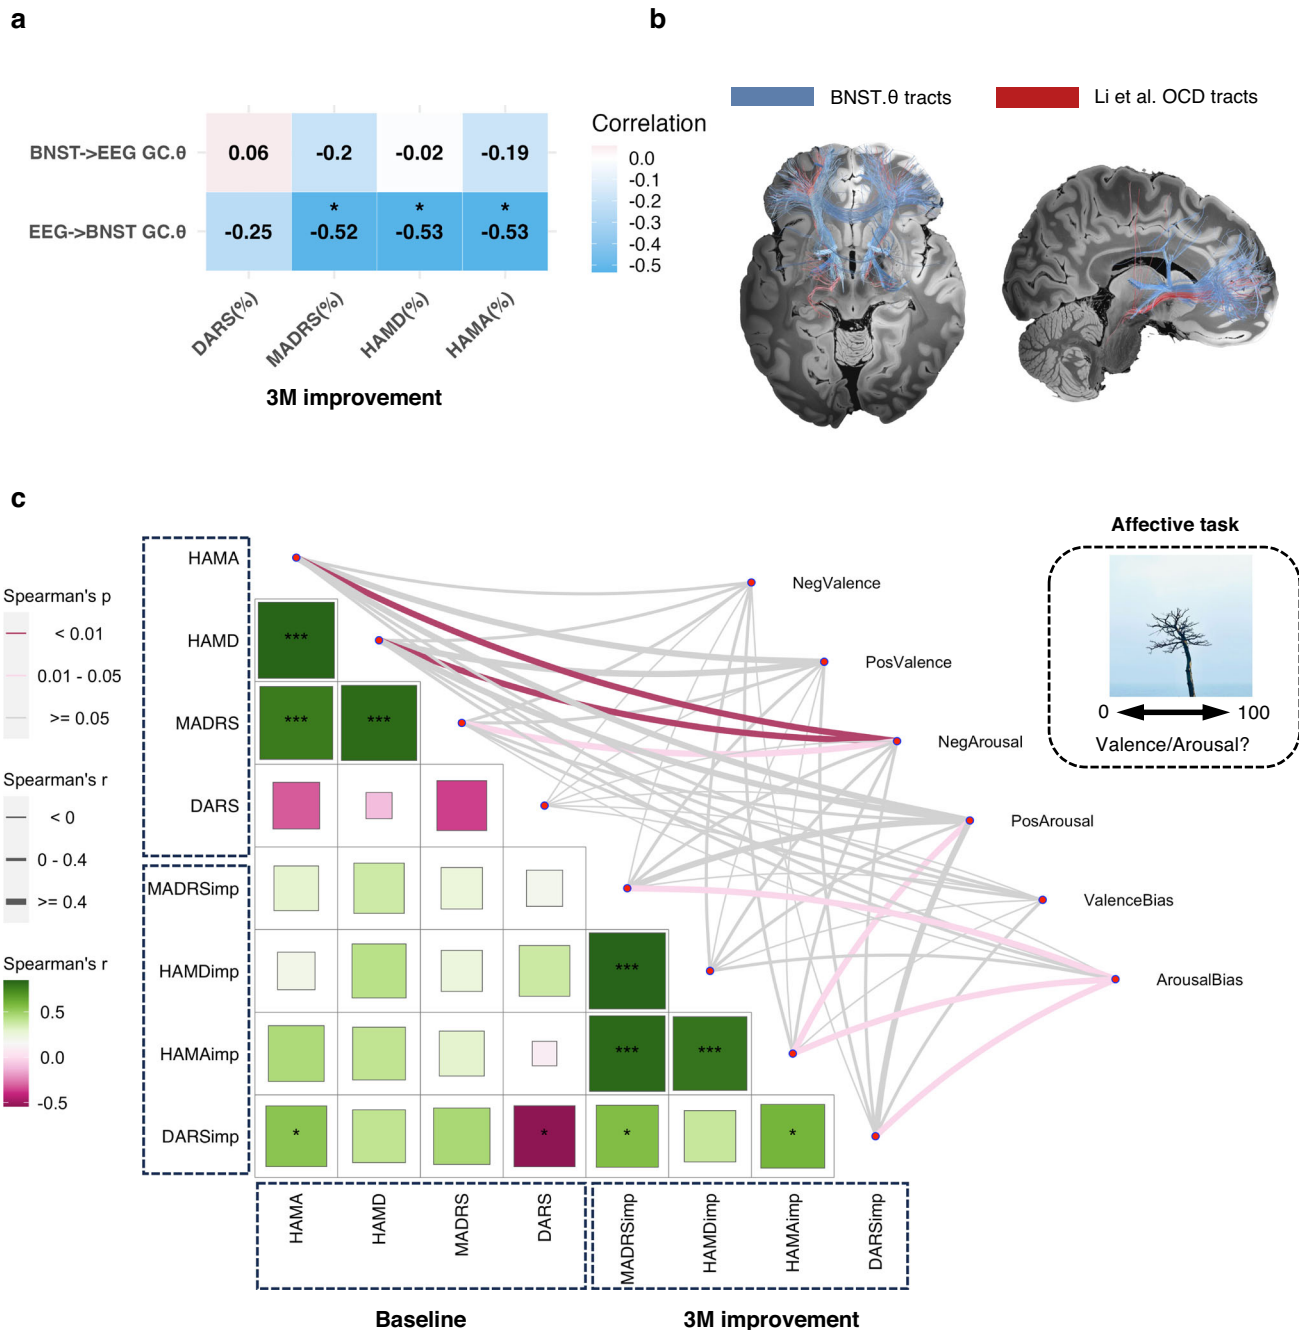 a
BNST->EEG GC.θ
0.06
-0.2
-0.02
-0.19
EEG->BNST GC.θ
-0.25
*
-0.52
*
-0.53
*
-0.53
DARS(%)
MADRS(%)
HAMD(%)
HAMA(%)
3M improvement
Correlation
0.0
-0.1
-0.2
-0.3
-0.4
-0.5
b
BNST.θ tracts
Li et al. OCD tracts
c
Spearman's p
< 0.01
0.01 - 0.05
>= 0.05
Spearman's r
< 0
0 - 0.4
>= 0.4
Spearman's r
0.5
0.0
-0.5
HAMA
HAMD
***
MADRS
***
***
DARS
MADRSimp
HAMDimp
***
HAMAimp
***
***
DARSimp
*
*
*
*
HAMA
HAMD
MADRS
DARS
MADRSimp
HAMDimp
HAMAimp
DARSimp
Baseline
3M improvement
NegValence
PosValence
NegArousal
PosArousal
ValenceBias
ArousalBias
Affective task
0
100
Valence/Arousal?